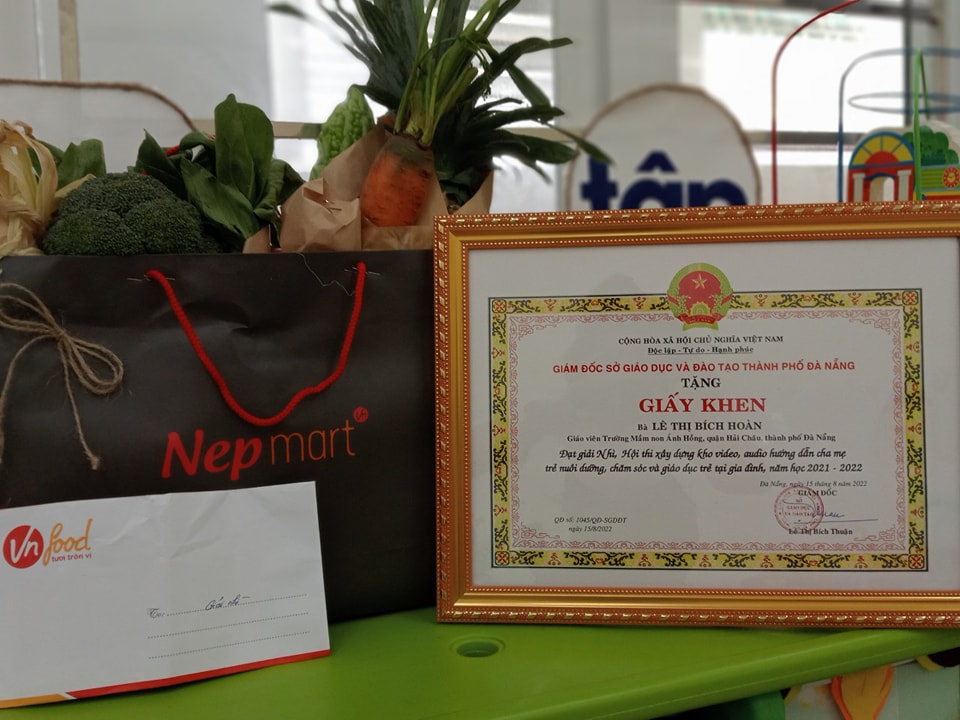 tập
Nep mart
Vn food
tươi trọn vị
To:
CỘNG HÒA XÃ HỘI CHỦ NGHĨA VIỆT NAM
Độc lập - Tự do - Hạnh phúc
GIÁM ĐỐC SỞ GIÁO DỤC VÀ ĐÀO TẠO THÀNH PHỐ ĐÀ NẴNG
TẶNG
GIẤY KHEN
Bà LÊ THỊ BÍCH HOÀN
Giáo viên Trường Mầm non Ánh Hồng, quận Hải Châu, thành phố Đà Nẵng
Đạt giải Nhì, Hội thi xây dựng kho video, audio hướng dẫn cha mẹ
trẻ nuôi dưỡng, chăm sóc và giáo dục trẻ tại gia đình, năm học 2021 - 2022
Đà Nẵng, ngày 15 tháng 8 năm 2022
GIÁM ĐỐC
QĐ số: 1045/QĐ-SGDĐT
ngày 15/8/2022
Lê Thị Bích Thuận